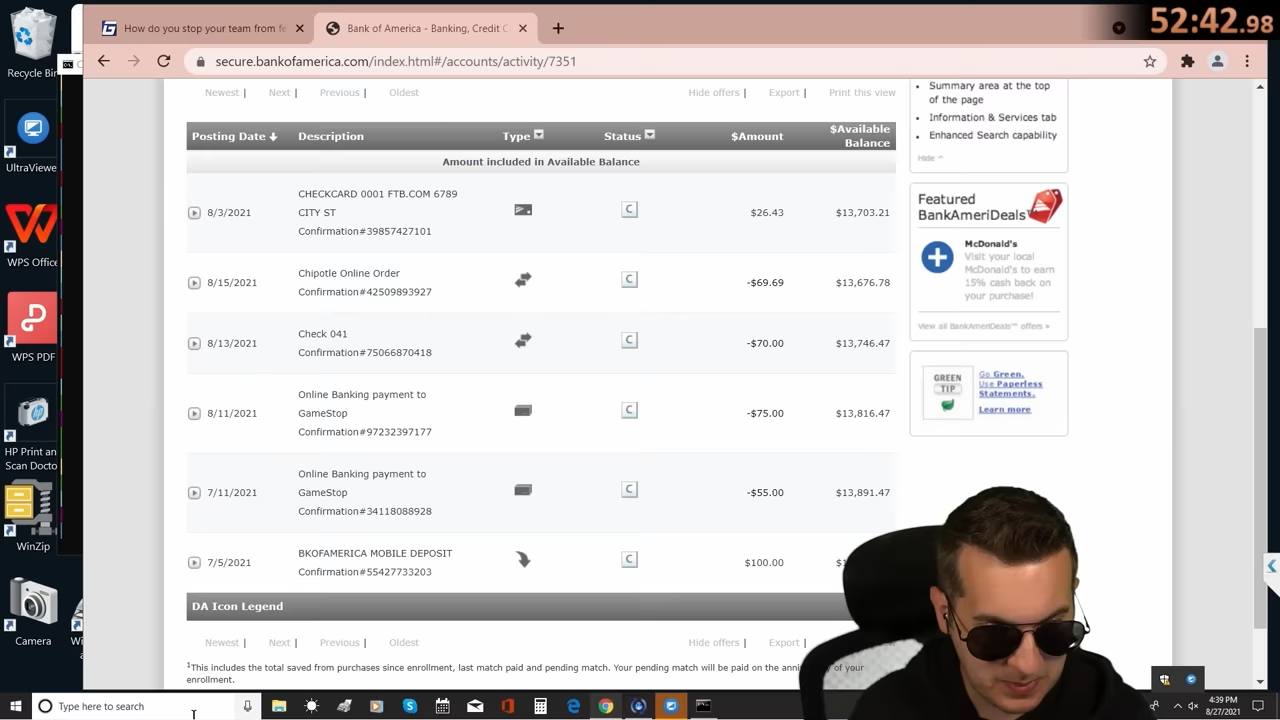 52:42.98
How do you stop your team from fe
Bank of America - Banking, Credit C
secure.bankofamerica.com/index.html#/accounts/activity/7351
Recycle Bin
UltraViewer
WPS Office
WPS PDF
HP Print and
Scan Docto
WinZip
Camera
Newest | Next | Previous | Oldest Hide offers | Export | Print this view
Posting Date Description Type Status $Amount $Available
Balance
Amount included in Available Balance
CHECKCARD 0001 FTB.COM 6789
8/3/2021 CITY ST C $26.43 $13,703.21
Confirmation#39857427101
Chipotle Online Order
8/15/2021 C -$69.69 $13,676.78
Confirmation#42509893927
Check 041
8/13/2021 C -$70.00 $13,746.47
Confirmation#75066870418
Online Banking payment to
8/11/2021 GameStop C -$75.00 $13,816.47
Confirmation#97232397177
Online Banking payment to
7/11/2021 GameStop C -$55.00 $13,891.47
Confirmation#34118088928
BKOFAMERICA MOBILE DEPOSIT
7/5/2021 C $100.00
Confirmation#55427733203
DA Icon Legend
Newest | Next | Previous | Oldest Hide offers | Export |
1This includes the total saved from purchases since enrollment, last match paid and pending match. Your pending match will be paid on the of your
enrollment.
Summary area at the top
of the page
Information & Services tab
Enhanced Search capability
Hide
Featured
BankAmeriDeals™
McDonald's
Visit your local
McDonald's to earn
15% cash back on
your purchase!
View all BankAmeriDeals™ offers »
GREEN
TIP
Go Green.
Use Paperless
Statements.
Learn more
Type here to search
4:39 PM
8/27/2021